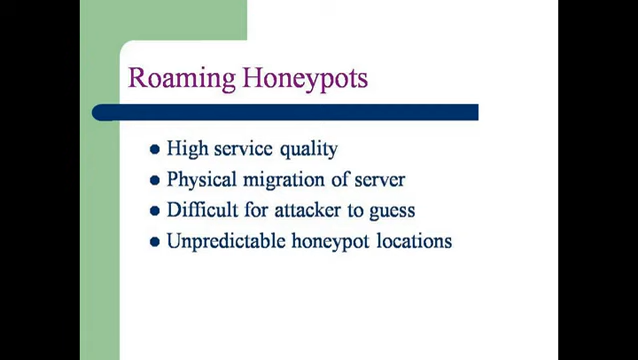 Roaming Honeypots
High service quality
Physical migration of server
Difficult for attacker to guess
Unpredictable honeypot locations